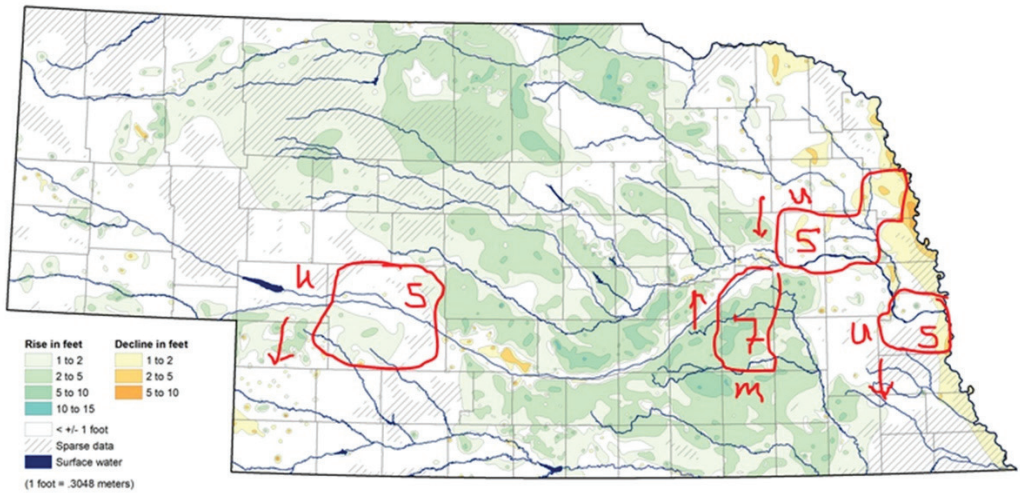 u
5
u
5
7
m
u
5
Rise in feet
1 to 2
2 to 5
5 to 10
10 to 15
Decline in feet
1 to 2
2 to 5
5 to 10
< +/- 1 foot
Sparse data
Surface water
(1 foot = .3048 meters)